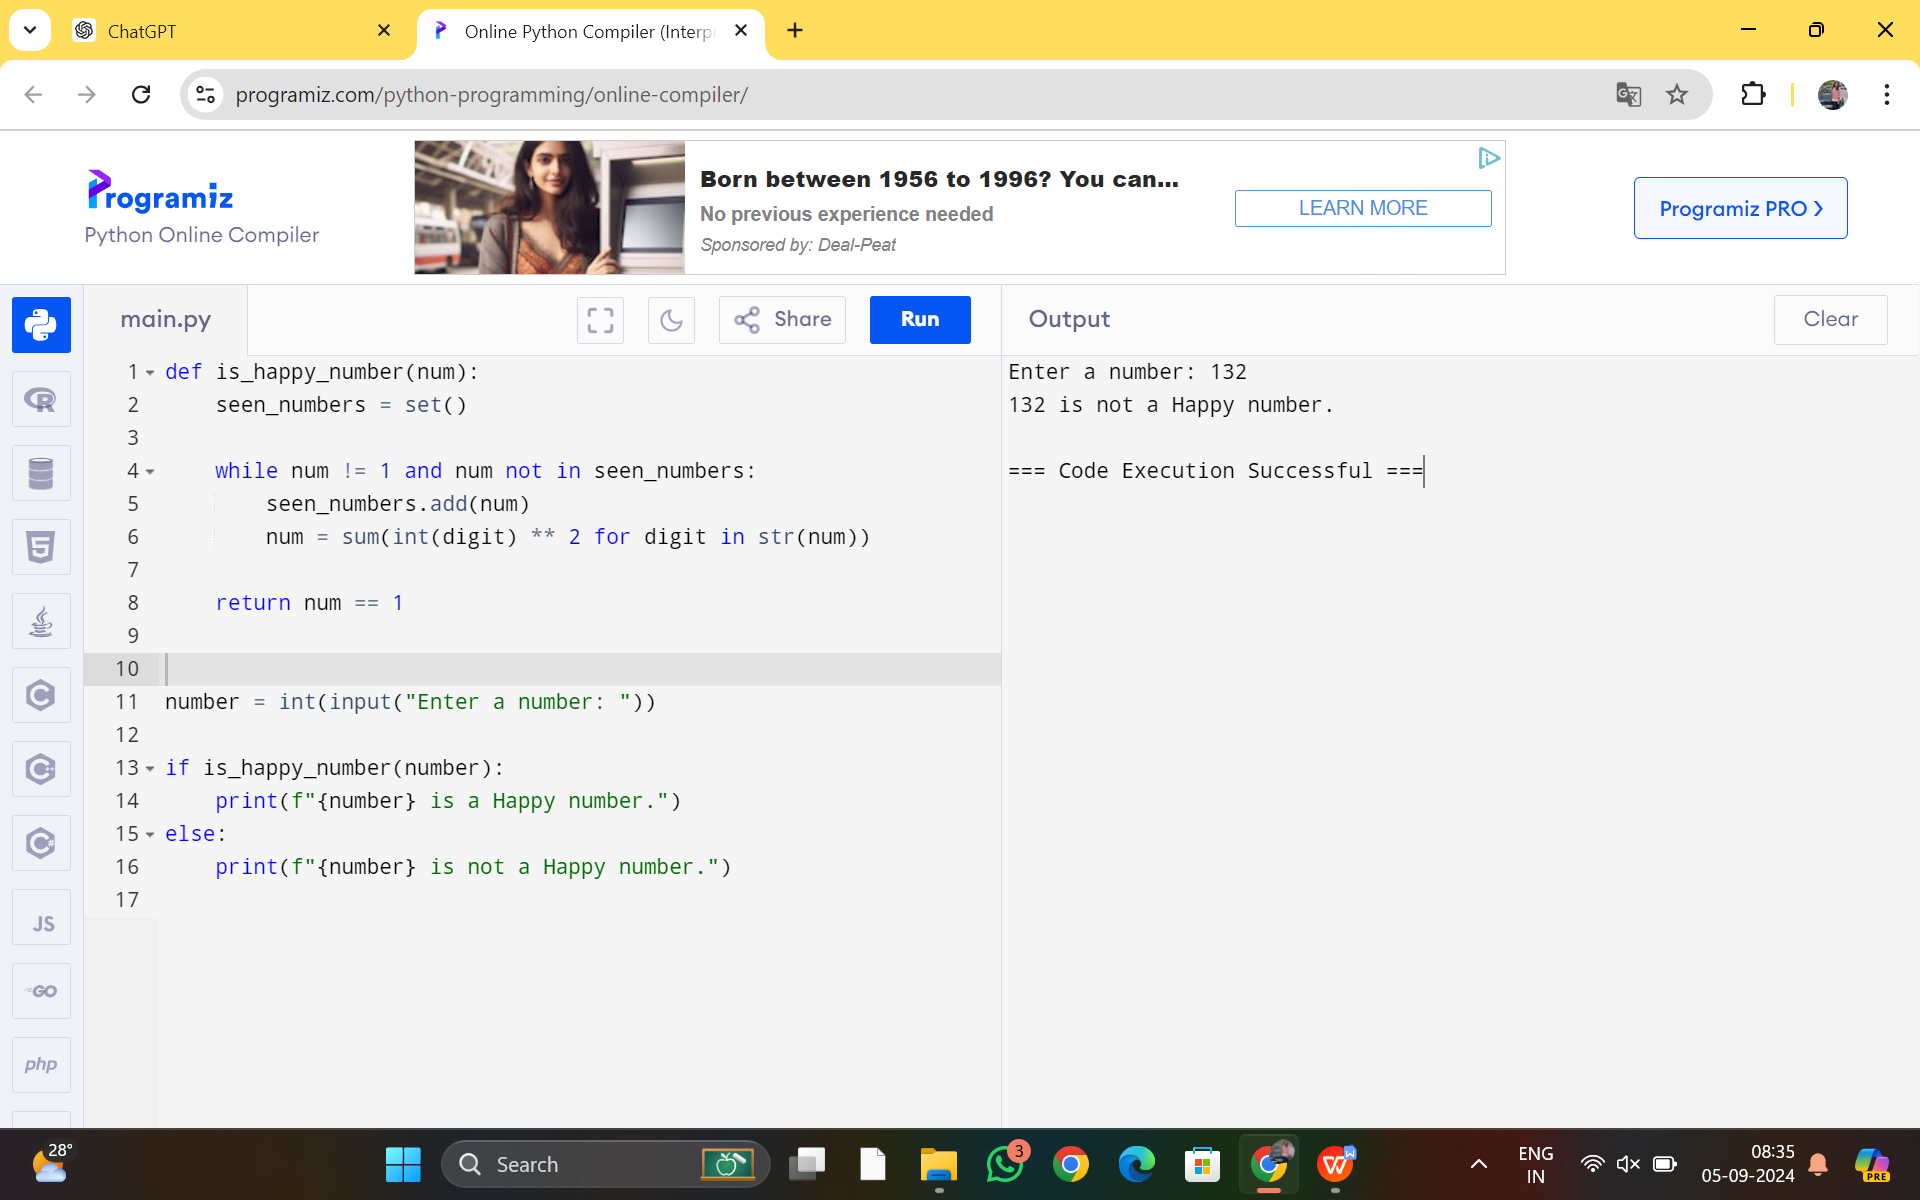 ChatGPT
Online Python Compiler (Interp
programiz.com/python-programming/online-compiler/
Programiz
Python Online Compiler
Born between 1956 to 1996? You can...
No previous experience needed
Sponsored by: Deal-Peat
LEARN MORE
Programiz PRO
main.py
Share
Run
Output
Clear
1 def is_happy_number(num):
2 seen_numbers = set()
3
4 while num != 1 and num not in seen_numbers:
5 seen_numbers.add(num)
6 num = sum(int(digit) ** 2 for digit in str(num))
7
8 return num == 1
9
10
11 number = int(input("Enter a number: "))
12
13 if is_happy_number(number):
14 print(f"{number} is a Happy number.")
15 else:
16 print(f"{number} is not a Happy number.")
17
Enter a number: 132
132 is not a Happy number.
=== Code Execution Successful ===
R
5
C
C
C#
JS
GO
php
28°
Search
3
W
W
ENG
IN
08:35
05-09-2024
PRE